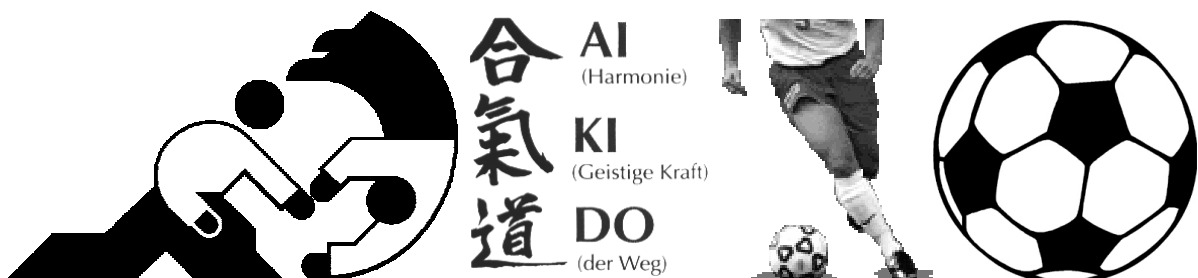 合 AI
(Harmonie)
氣 KI
(Geistige Kraft)
道 DO
(der Weg)